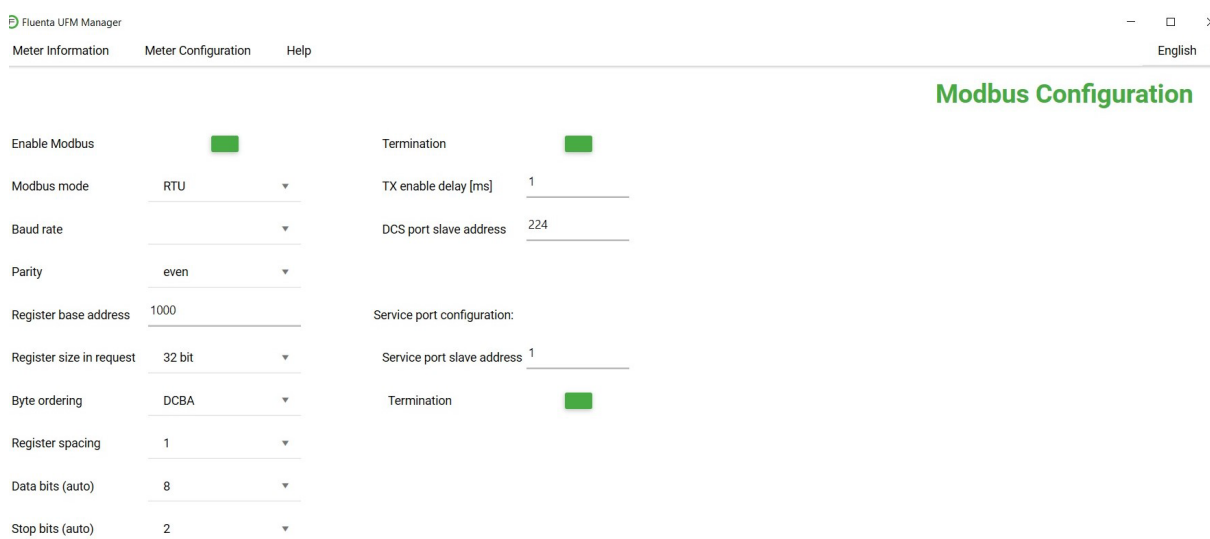 Fluenta UFM Manager
Meter Information Meter Configuration Help English
Modbus Configuration
Enable Modbus
Modbus mode RTU
Baud rate
Parity even
Register base address 1000
Register size in request 32 bit
Byte ordering DCBA
Register spacing 1
Data bits (auto) 8
Stop bits (auto) 2
Termination
TX enable delay [ms] 1
DCS port slave address 224
Service port configuration:
Service port slave address 1
Termination